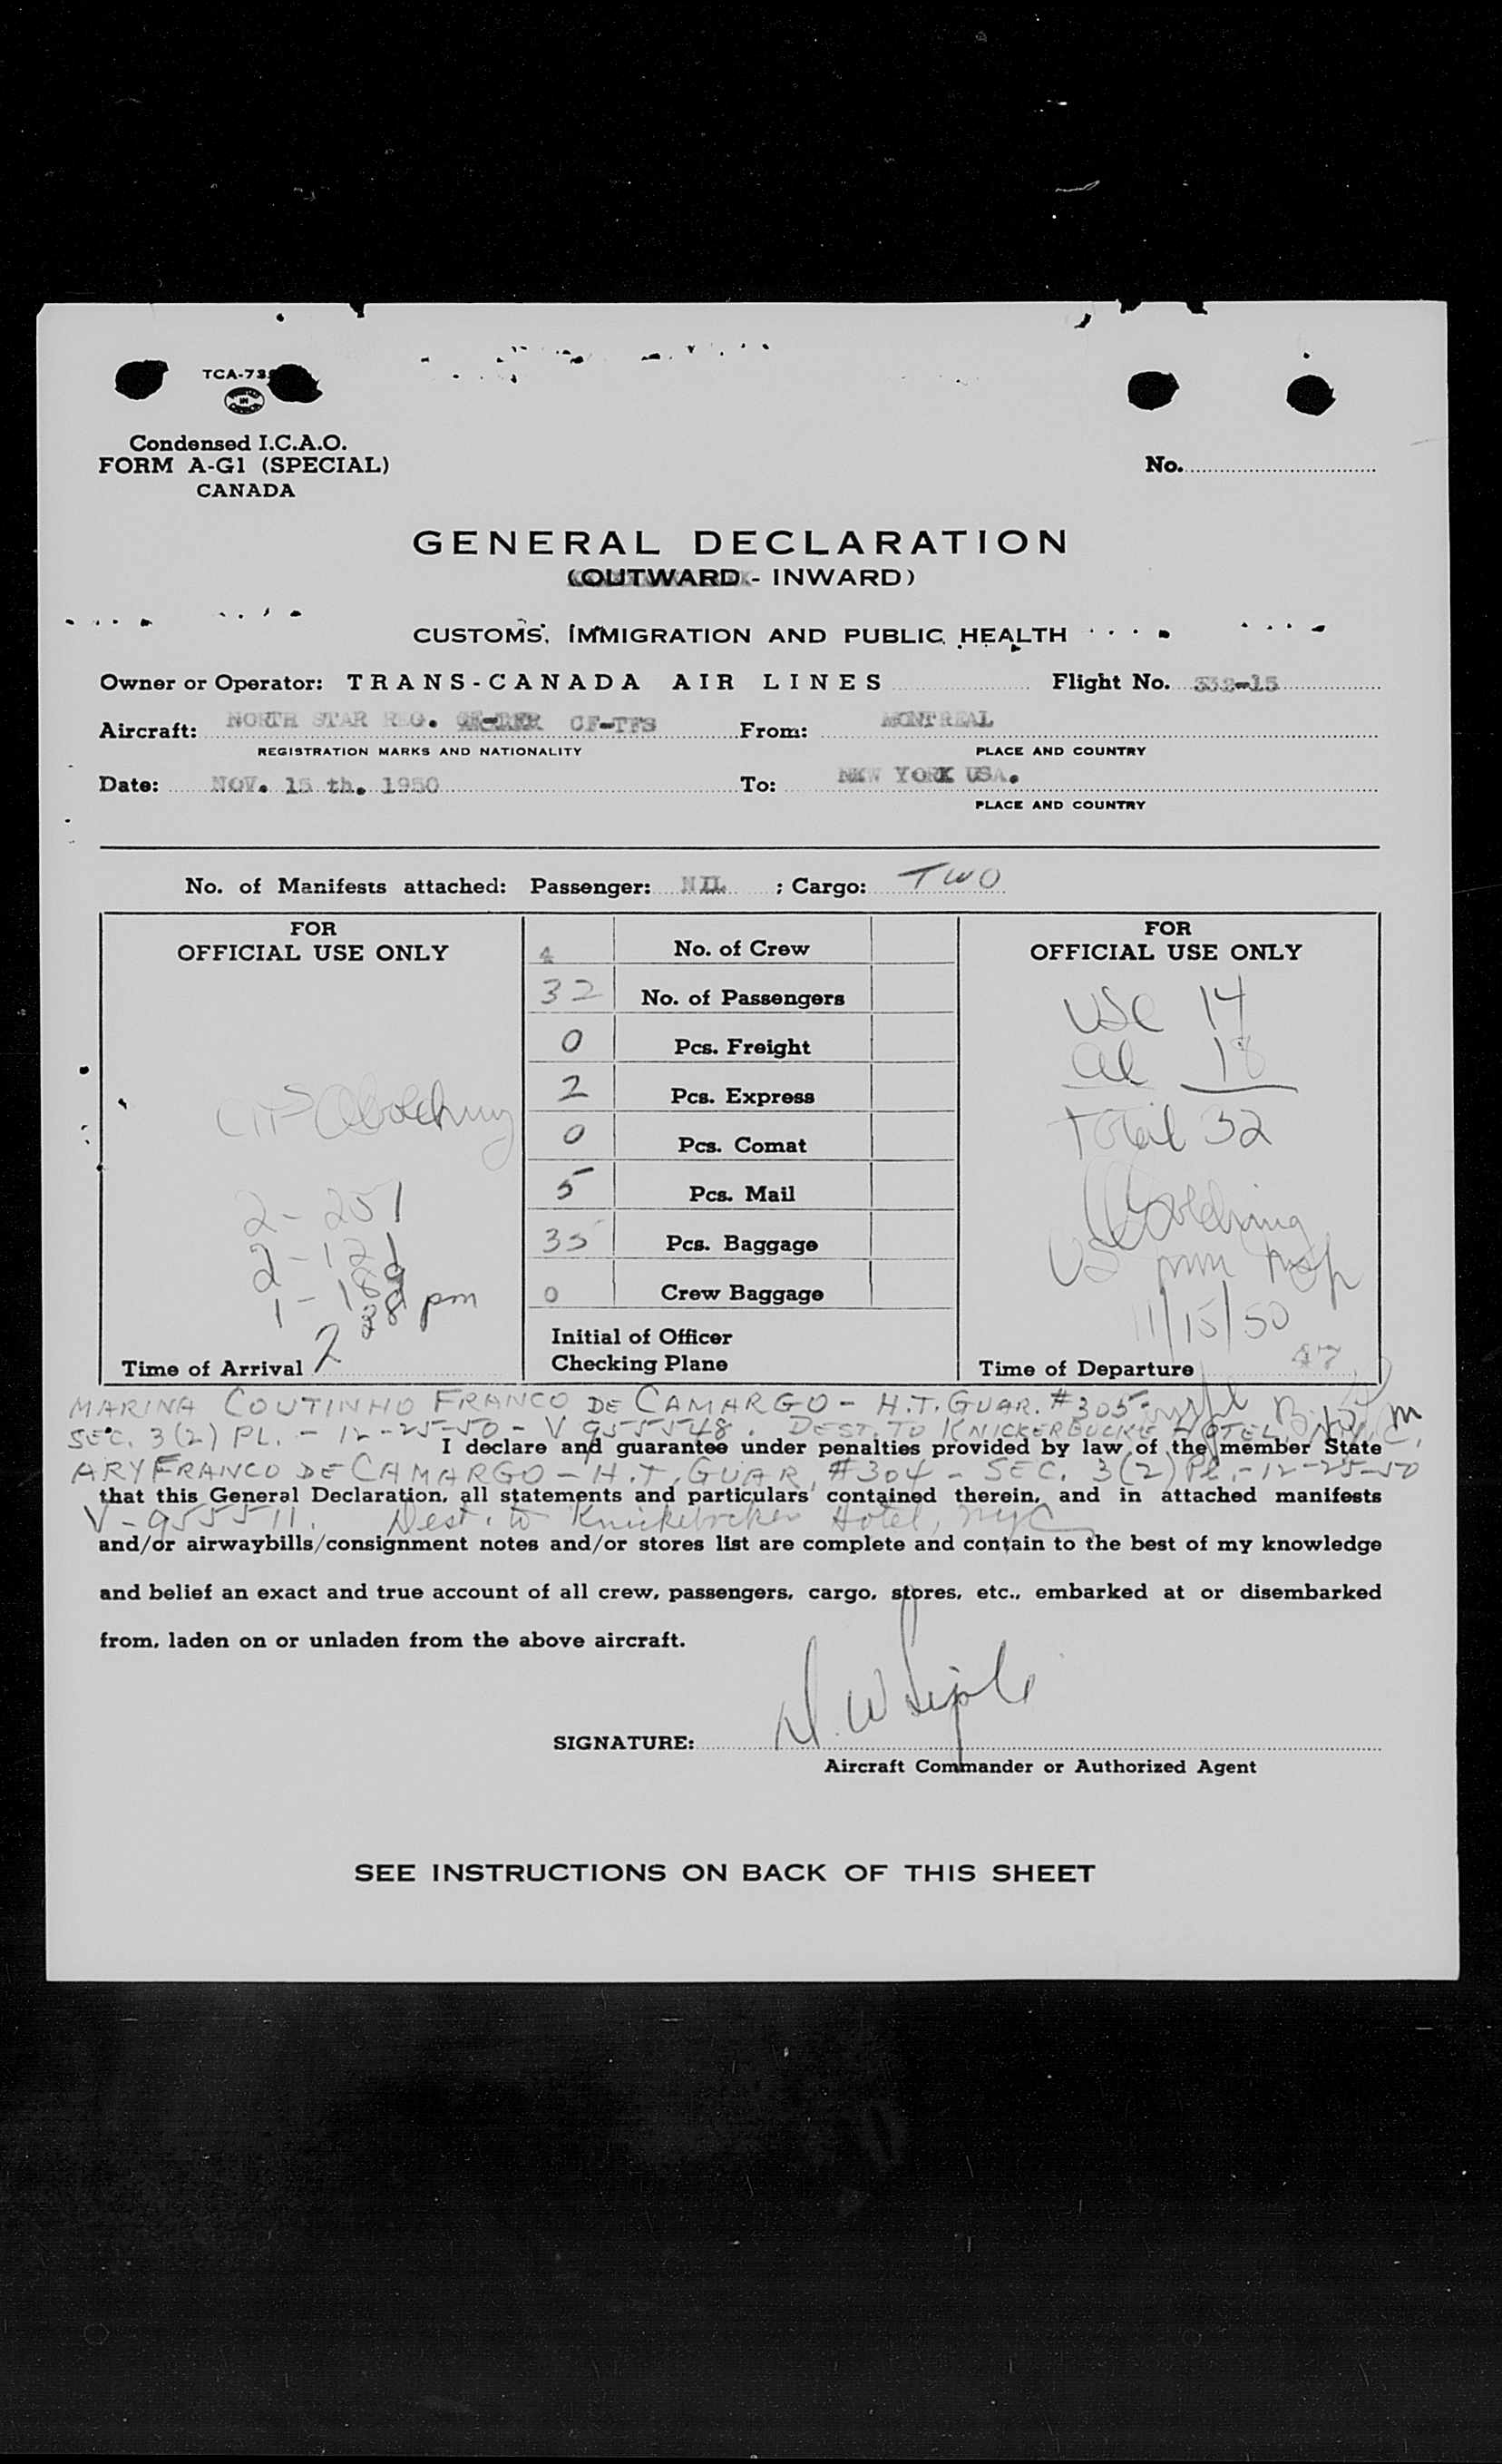 Condensed I.C.A.O.
FORM A-G1 (SPECIAL)
CANADA
No.
GENERAL DECLARATION
(OUTWARD - INWARD)
CUSTOMS, IMMIGRATION AND PUBLIC HEALTH
Owner or Operator: TRANS-CANADA AIR LINES Flight No. 332-15
Aircraft: NORTH STAR REG. CF-TFS From: MONTREAL
REGISTRATION MARKS AND NATIONALITY PLACE AND COUNTRY
Date: NOV. 15 th. 1950 To: NEW YORK USA.
PLACE AND COUNTRY
No. of Manifests attached: Passenger: NIL ; Cargo: TWO
FOR
OFFICIAL USE ONLY
2 - 251
2 - 121
1 - 189
2 38 pm
Time of Arrival
4 No. of Crew
32 No. of Passengers
0 Pcs. Freight
2 Pcs. Express
0 Pcs. Comat
5 Pcs. Mail
35 Pcs. Baggage
0 Crew Baggage
Initial of Officer
Checking Plane
FOR
OFFICIAL USE ONLY
USC 14
al 18
Total 32
US Imm Insp
11/15/50
47
Time of Departure
MARINA COUTINHO FRANCO DE CAMARGO - H.T. GUAR. #305-
SEC. 3(2) PL. - 12-25-50 - V 955548. DEST. TO KNICKERBOCKE HOTEL, N.Y.C.
I declare and guarantee under penalties provided by law of the member State
ARY FRANCO DE CAMARGO - H.T. GUAR. #304 - SEC. 3(2) Pl. - 12-25-50
that this General Declaration, all statements and particulars contained therein, and in attached manifests
V-955511. Dest. to Knickebocker Hotel, NYC
and/or airwaybills/consignment notes and/or stores list are complete and contain to the best of my knowledge
and belief an exact and true account of all crew, passengers, cargo, stores, etc., embarked at or disembarked
from, laden on or unladen from the above aircraft.
SIGNATURE:
Aircraft Commander or Authorized Agent
SEE INSTRUCTIONS ON BACK OF THIS SHEET